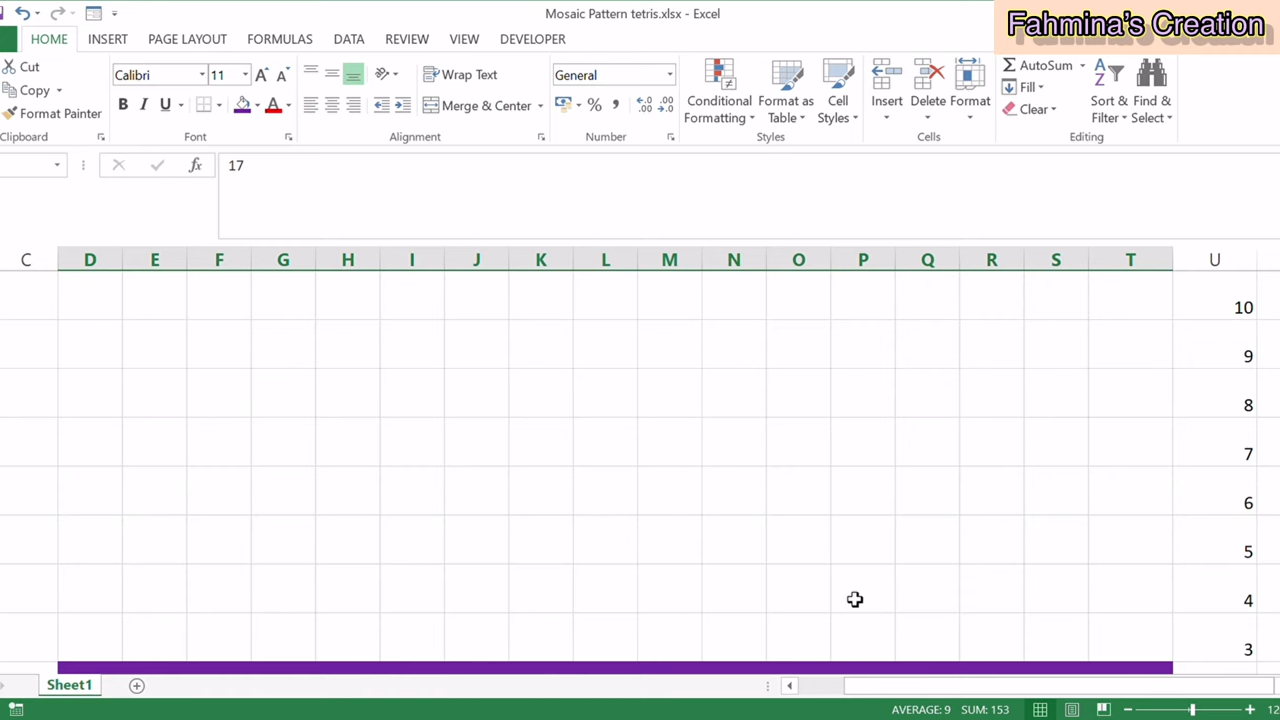 Mosaic Pattern tetris.xlsx - Excel
Fahmina's Creation
HOME INSERT PAGE LAYOUT FORMULAS DATA REVIEW VIEW DEVELOPER
Cut
Copy
Format Painter
Clipboard
Calibri 11
B I U A
Font
Wrap Text
Merge & Center
Alignment
General
%
Number
Conditional Formatting
Format as Table
Cell Styles
Styles
Insert
Delete
Format
Cells
AutoSum
Fill
Clear
Sort & Filter
Find & Select
Editing
fx 17
C D E F G H I J K L M N O P Q R S T U
10
9
8
7
6
5
4
3
Sheet1
AVERAGE: 9 SUM: 153
12